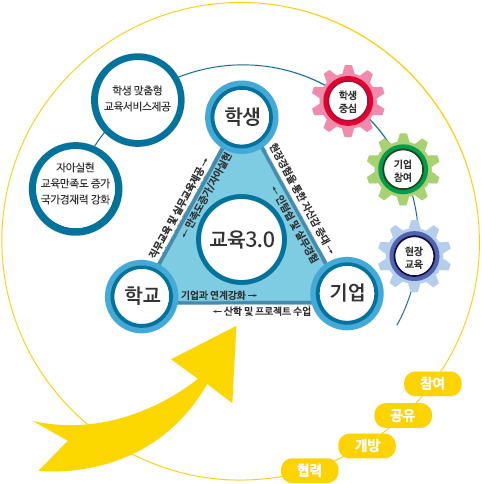 학생 맞춤형
교육서비스제공
자아실현
교육만족도 증가
국가경재력 강화
학생
학생
중심
기업
참여
현장
교육
직무교육 및 실무교육제공 →
← 만족도증가/자아실현
현장경험을 통한 자신감 증대 →
← 인턴쉽 및 실무경험
교육3.0
학교
기업과 연계강화 →
← 산학 및 프로젝트 수업
기업
참여
공유
개방
협력